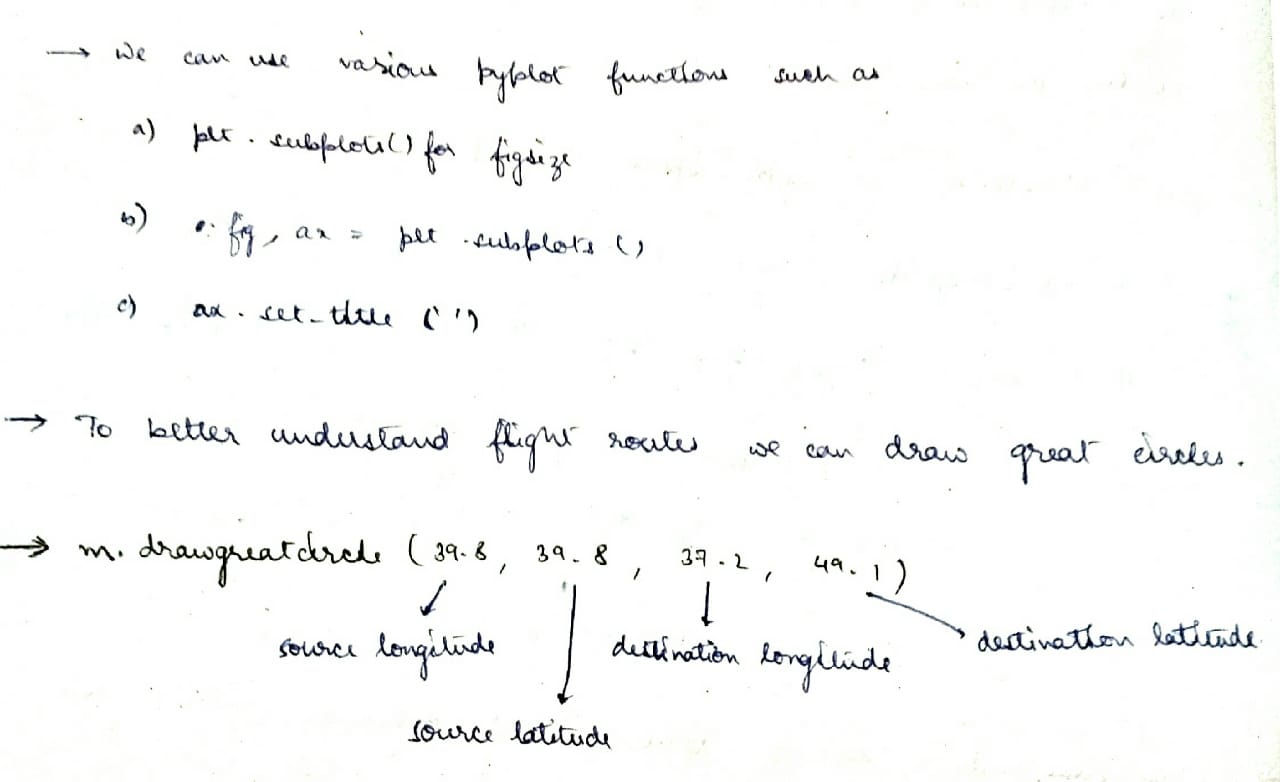 → We can use various pyplot functions such as
a) plt . subplots() for figsize
b) fig, ax = plt .subplots ()
c) ax . set_title (' ')
→ To better understand flight routes we can draw great circles.
→ m. drawgreatcircle (39.8, 39.8, 37.2, 49.1)
source longitude destination longitude destination latitude
source latitude